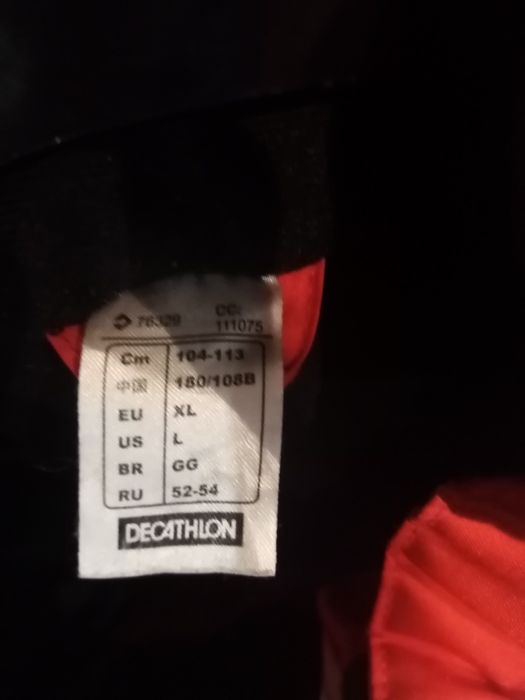 76329 CC:
111075
Cm 104-113
中国 180/108B
EU XL
US L
BR GG
RU 52-54
DECATHLON